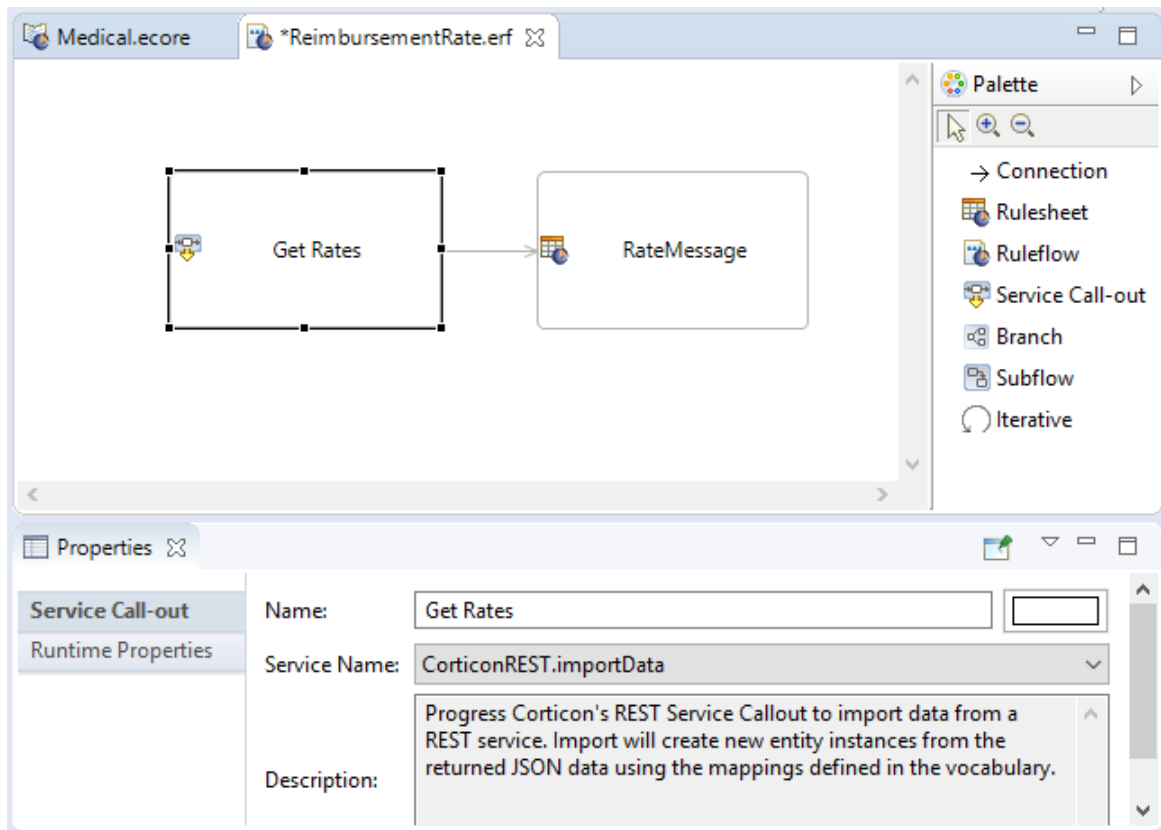 Medical.ecore
*ReimbursementRate.erf
Palette
Connection
Rulesheet
Ruleflow
Service Call-out
Branch
Subflow
Iterative
Get Rates
RateMessage
Properties
Service Call-out
Runtime Properties
Name:
Get Rates
Service Name:
CorticonREST.importData
Description:
Progress Corticon's REST Service Callout to import data from a
REST service. Import will create new entity instances from the
returned JSON data using the mappings defined in the vocabulary.